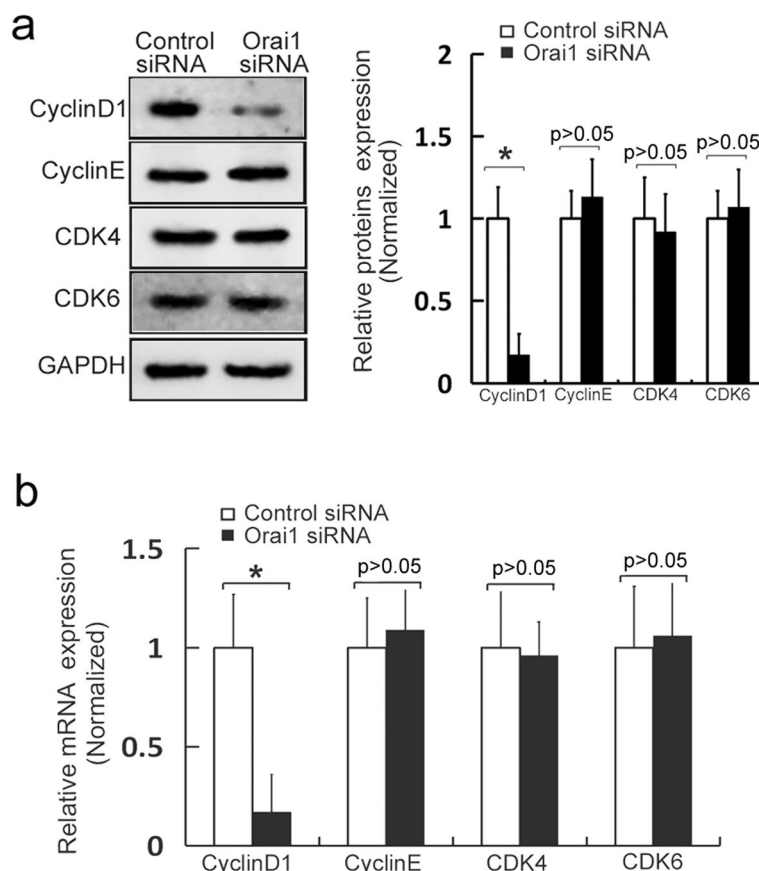 a
Control siRNA
Orai1 siRNA
CyclinD1
CyclinE
CDK4
CDK6
GAPDH
Control siRNA
Orai1 siRNA
Relative proteins expression
(Normalized)
2
1.5
1
0.5
0
*
p>0.05
p>0.05
p>0.05
CyclinD1
CyclinE
CDK4
CDK6
b
Control siRNA
Orai1 siRNA
Relative mRNA expression
(Normalized)
1.5
1
0.5
0
*
p>0.05
p>0.05
p>0.05
CyclinD1
CyclinE
CDK4
CDK6